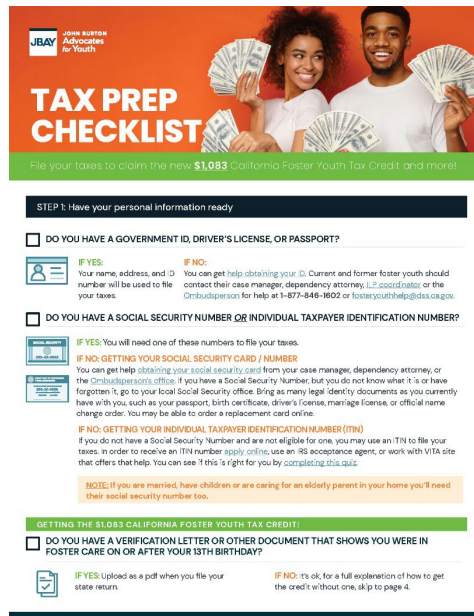 JBAY
JOHN BURTON
Advocates
for Youth
TAX PREP
CHECKLIST
File your taxes to claim the new $1,083 California Foster Youth Tax Credit and more!
STEP 1: Have your personal information ready
DO YOU HAVE A GOVERNMENT ID, DRIVER'S LICENSE, OR PASSPORT?
IF YES:
Your name, address, and ID
number will be used to file
your taxes.
IF NO:
You can get help obtaining your ID. Current and former foster youth should
contact their case manager, dependency attorney, ILP coordinator or the
Ombudsperson for help at 1-877-846-1602 or fosteryouthhelp@dss.ca.gov.
DO YOU HAVE A SOCIAL SECURITY NUMBER OR INDIVIDUAL TAXPAYER IDENTIFICATION NUMBER?
SOCIAL SECURITY
IF YES: You will need one of these numbers to file your taxes.
IF NO: GETTING YOUR SOCIAL SECURITY CARD / NUMBER
You can get help obtaining your social security card from your case manager, dependency attorney, or
the Ombudsperson's office. If you have a Social Security Number, but you do not know what it is or have
forgotten it, go to your local Social Security office. Bring as many legal identity documents as you currently
have with you, such as your passport, birth certificate, driver's license, marriage license, or official name
change order. You may be able to order a replacement card online.
IF NO: GETTING YOUR INDIVIDUAL TAXPAYER IDENTIFICATION NUMBER (ITIN)
If you do not have a Social Security Number and are not eligible for one, you may use an ITIN to file your
taxes. In order to receive an ITIN number apply online, use an IRS acceptance agent, or work with VITA site
that offers that help. You can see if this is right for you by completing this quiz.
NOTE: If you are married, have children or are caring for an elderly parent in your home you'll need
their social security number too.
GETTING THE $1,083 CALIFORNIA FOSTER YOUTH TAX CREDIT!
DO YOU HAVE A VERIFICATION LETTER OR OTHER DOCUMENT THAT SHOWS YOU WERE IN
FOSTER CARE ON OR AFTER YOUR 13TH BIRTHDAY?
IF YES: Upload as a pdf when you file your
state return.
IF NO: It's ok, for a full explanation of how to get
the credit without one, skip to page 4.